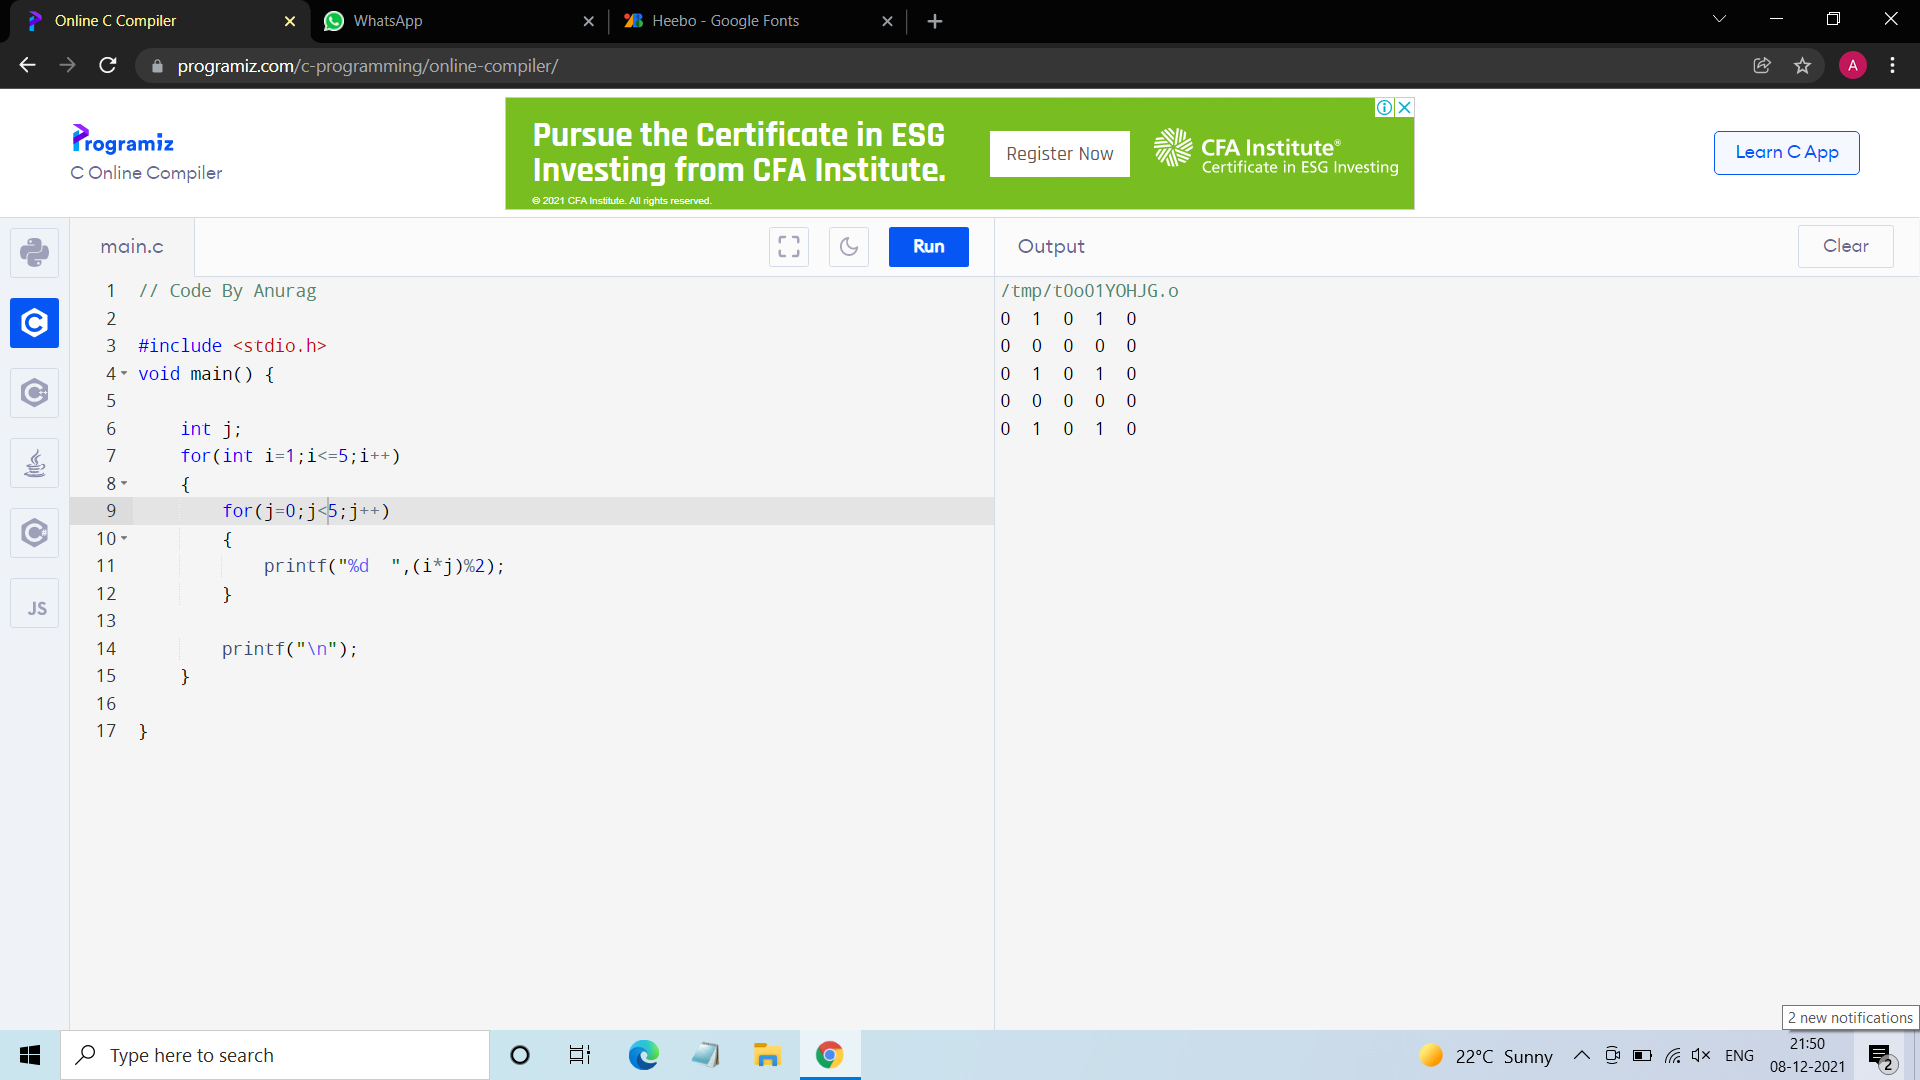 Online C Compiler
WhatsApp
Heebo - Google Fonts
programiz.com/c-programming/online-compiler/
A
Programiz
C Online Compiler
Pursue the Certificate in ESG
Investing from CFA Institute.
© 2021 CFA Institute. All rights reserved.
Register Now
CFA Institute®
Certificate in ESG Investing
Learn C App
main.c
Run
Output
Clear
1 // Code By Anurag
2
3 #include <stdio.h>
4 void main() {
5
6 int j;
7 for(int i=1;i<=5;i++)
8 {
9 for(j=0;j<5;j++)
10 {
11 printf("%d  ",(i*j)%2);
12 }
13
14 printf("\n");
15 }
16
17 }
JS
/tmp/tOo01YOHJG.o
0 1 0 1 0
0 0 0 0 0
0 1 0 1 0
0 0 0 0 0
0 1 0 1 0
2 new notifications
Type here to search
22°C Sunny
ENG
21:50
08-12-2021
2